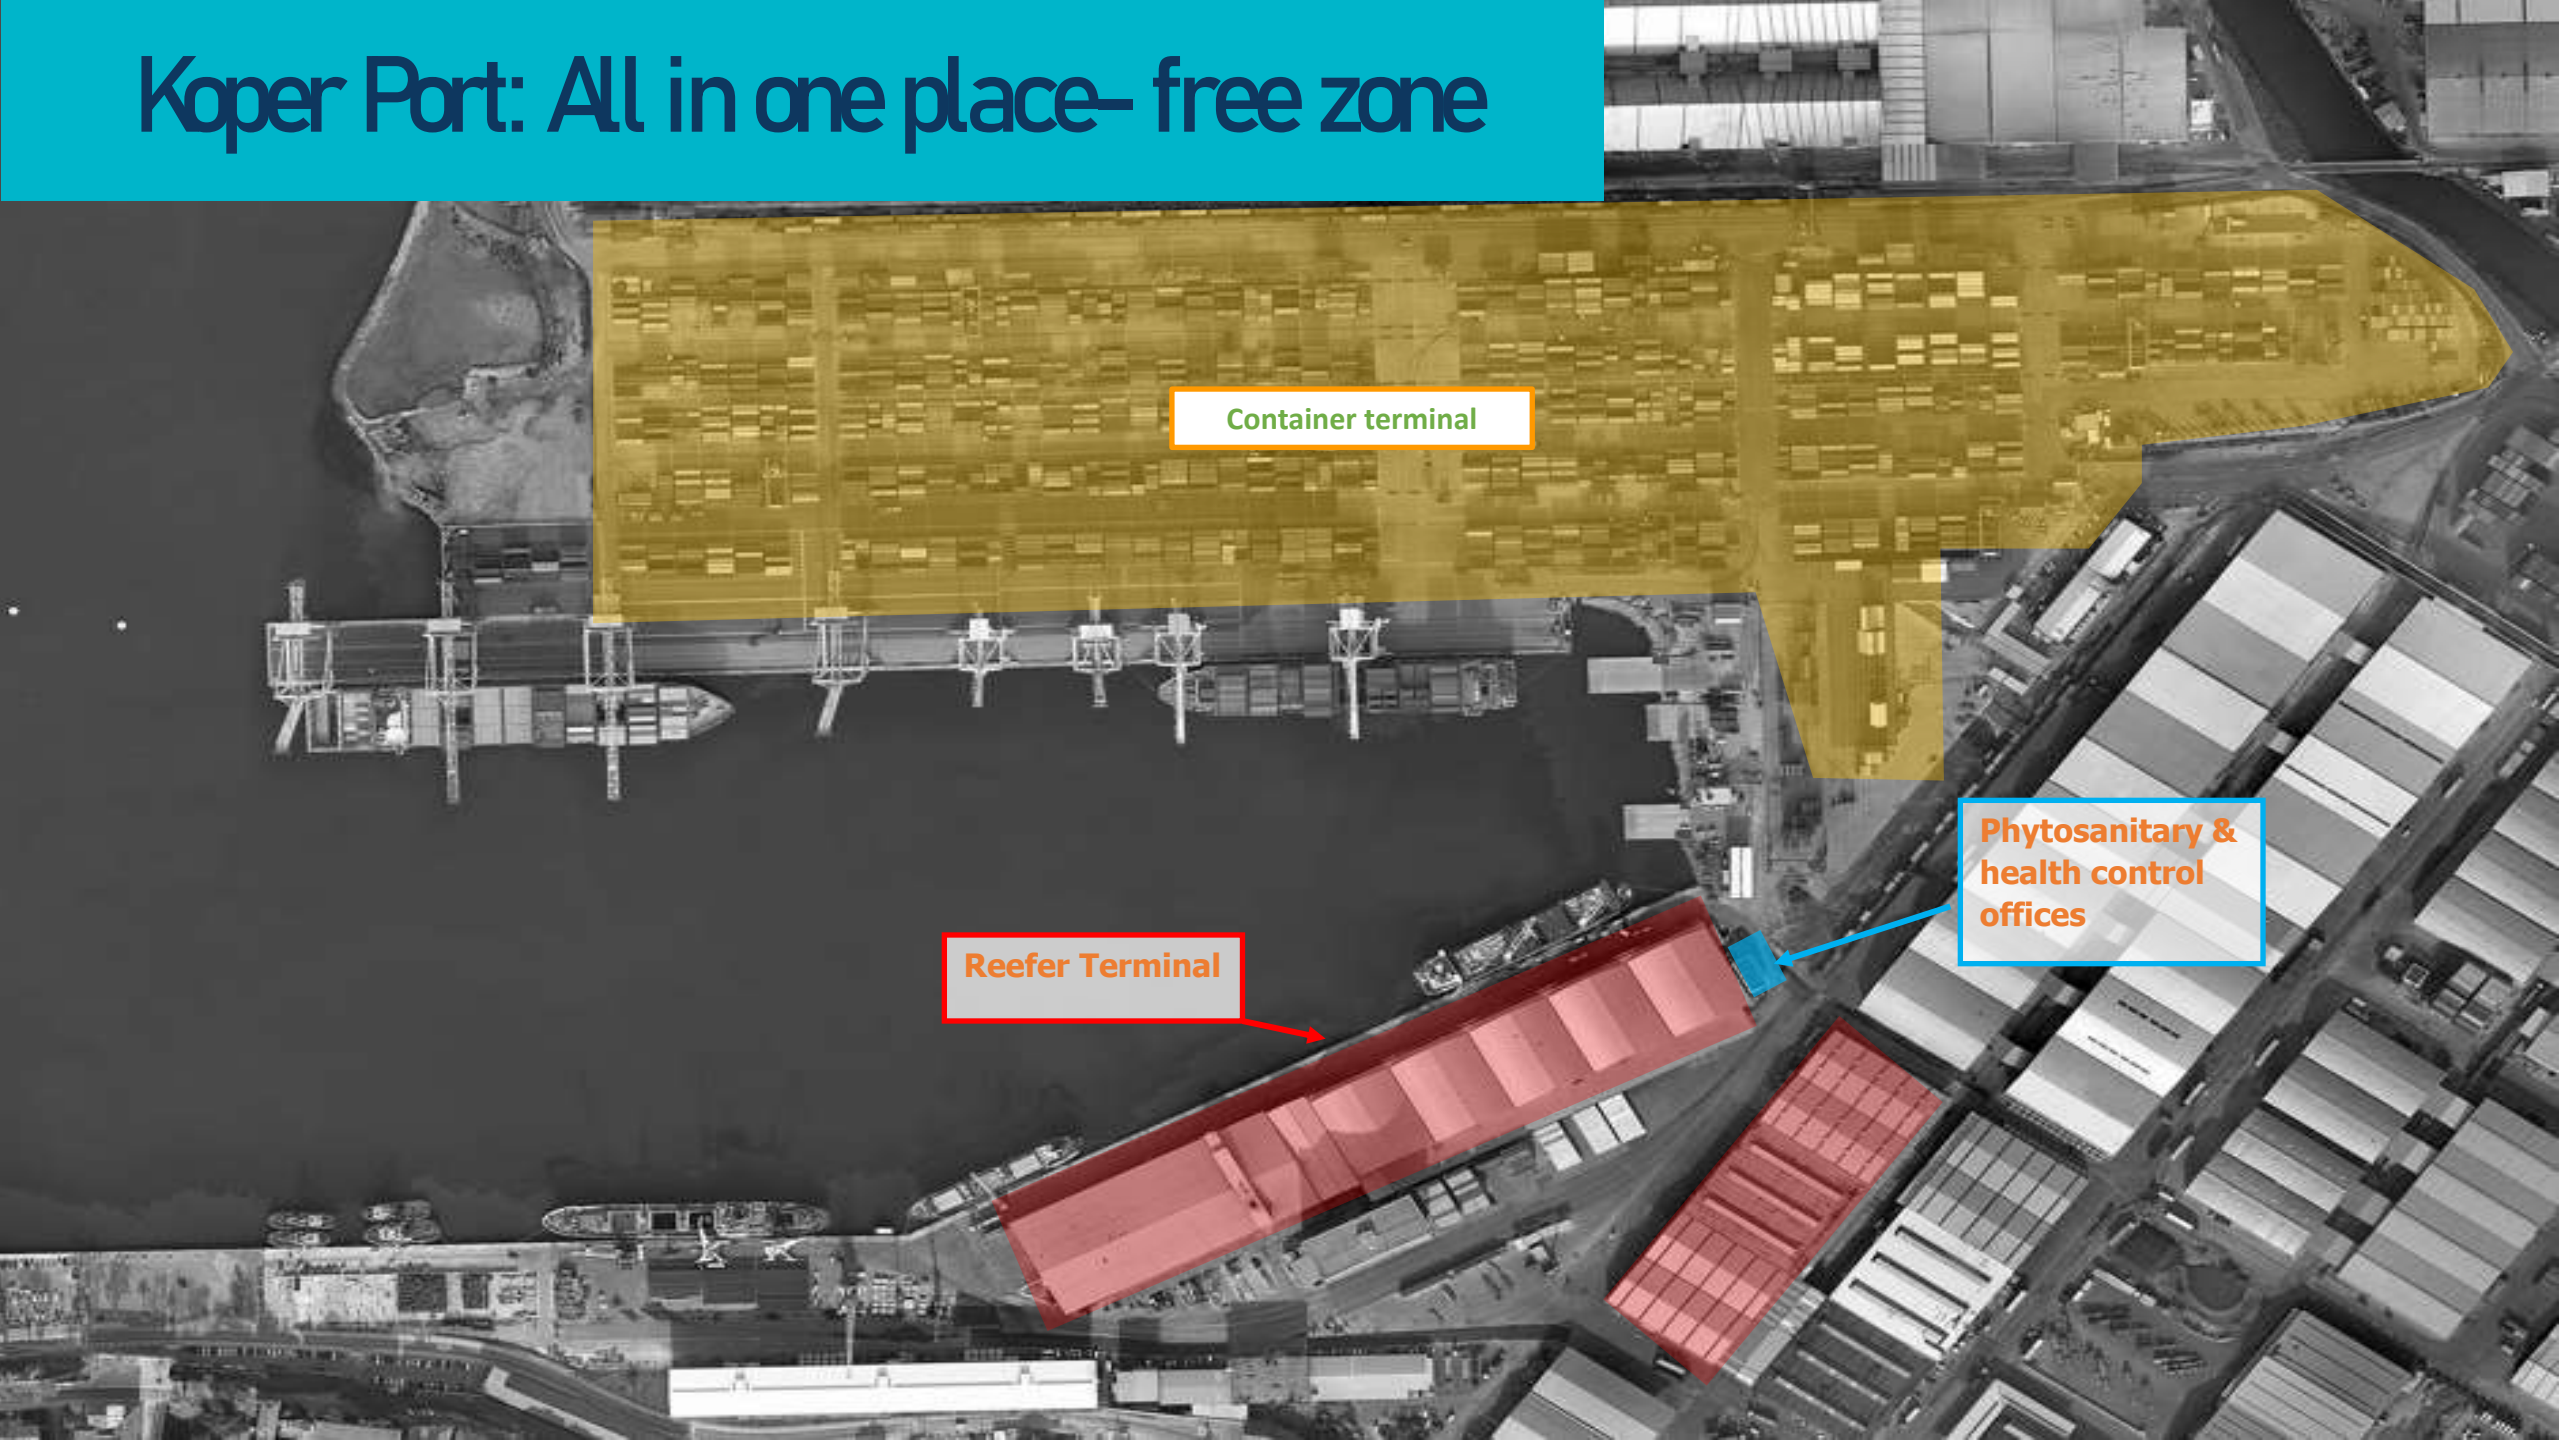 Koper Port: All in one place- free zone
Container terminal
Phytosanitary &
health control
offices
Reefer Terminal